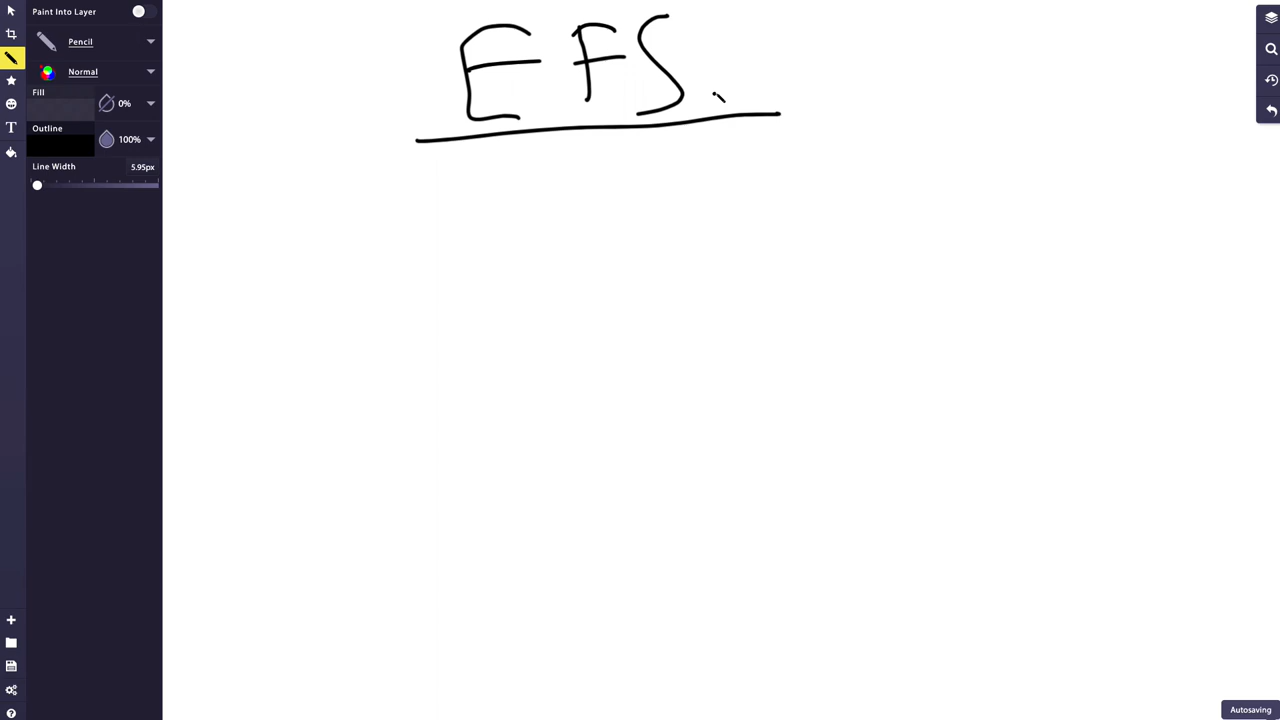 Paint Into Layer
Pencil
Normal
Fill
0%
Outline
100%
Line Width
5.95px
EFS.
Autosaving